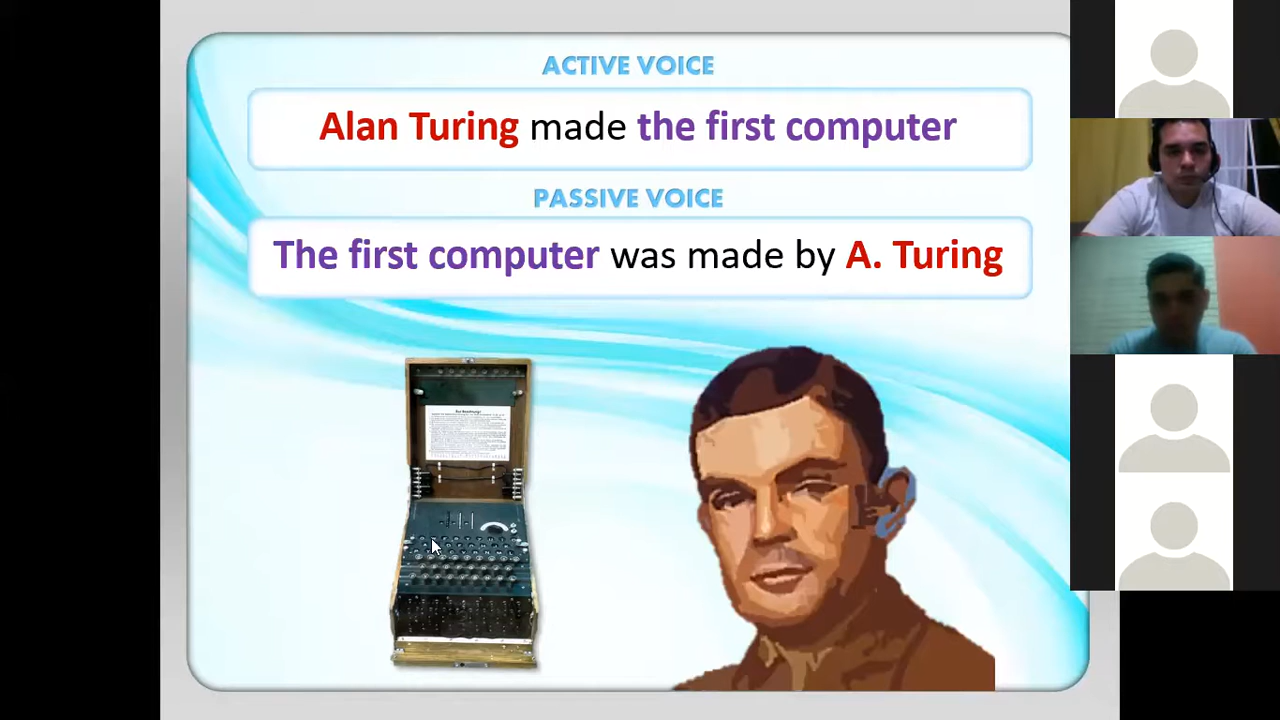 ACTIVE VOICE
Alan Turing made the first computer
PASSIVE VOICE
The first computer was made by A. Turing